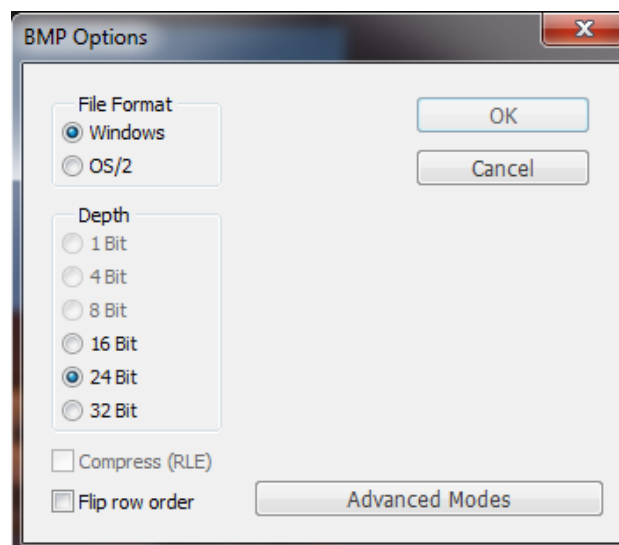 BMP Options
File Format
Windows
OS/2
OK
Cancel
Depth
1 Bit
4 Bit
8 Bit
16 Bit
24 Bit
32 Bit
Compress (RLE)
Flip row order
Advanced Modes